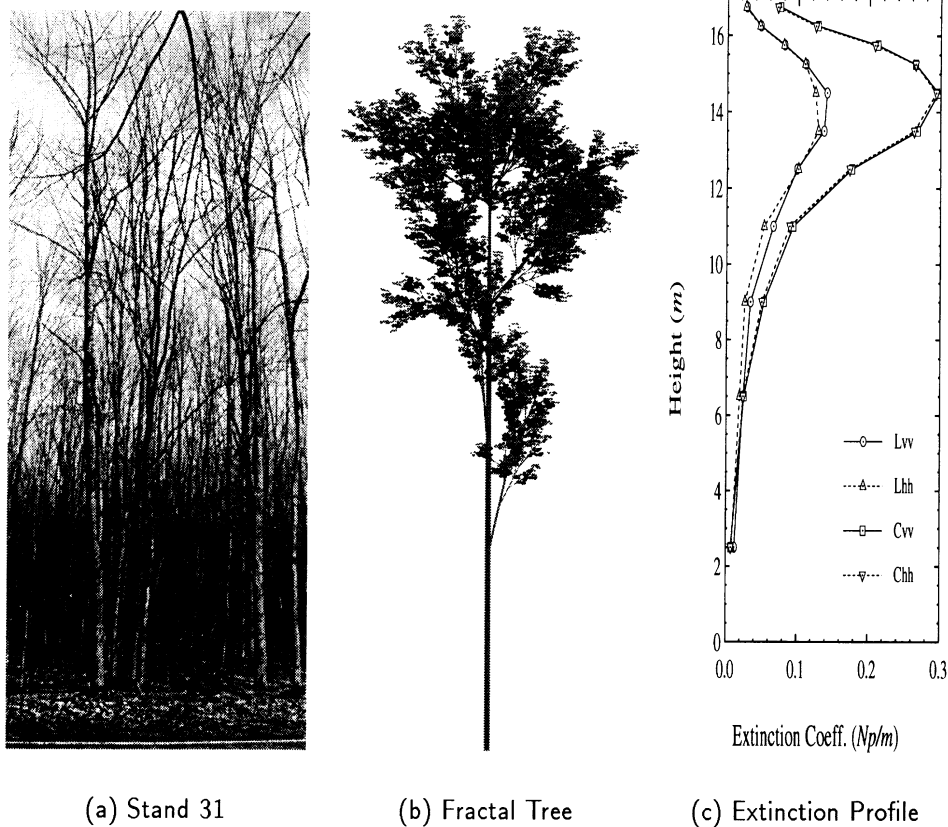 16
14
12
10
8
6
4
2
0
Height (m)
0.0 0.1 0.2 0.3
Extinction Coeff. (Np/m)
Lvv
Lhh
Cvv
Chh
(a) Stand 31
(b) Fractal Tree
(c) Extinction Profile